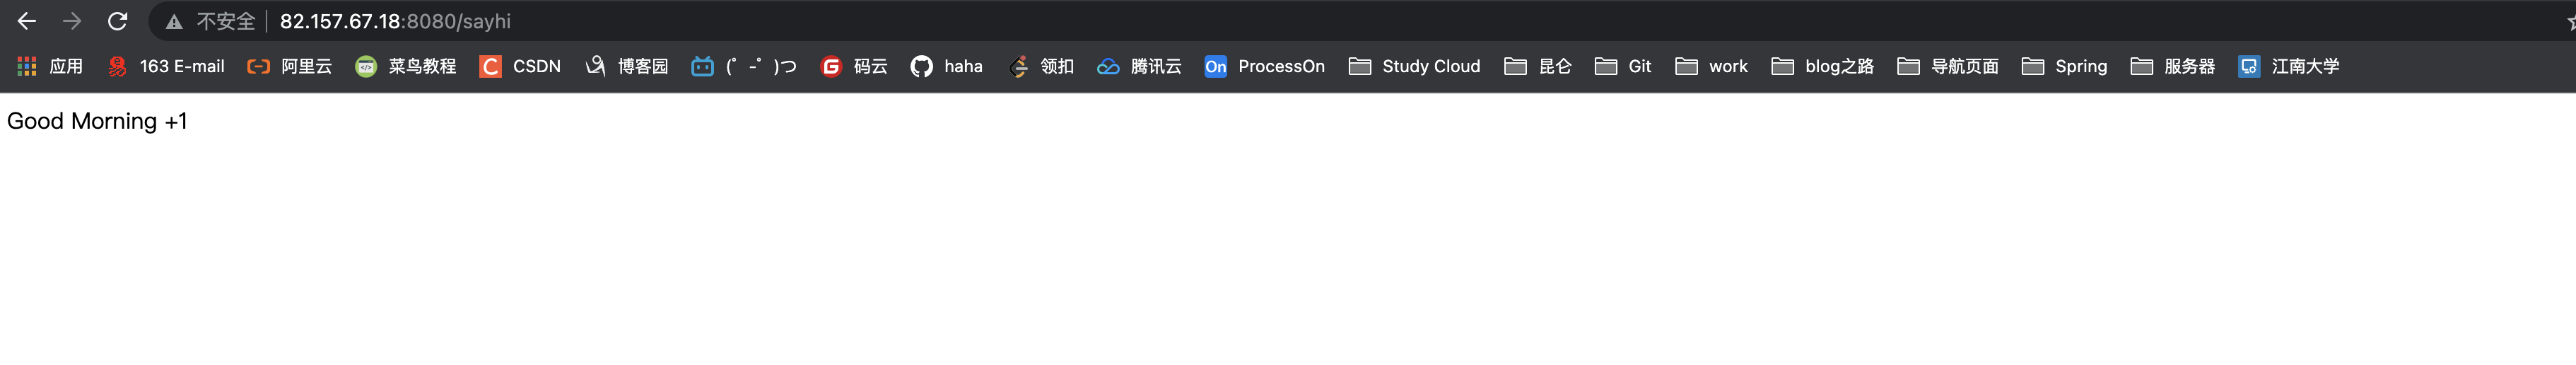 不安全 | 82.157.67.18:8080/sayhi
应用 163 E-mail 阿里云 菜鸟教程 CSDN 博客园 (゜-゜)つ 码云 haha 领扣 腾讯云 On ProcessOn Study Cloud 昆仑 Git work blog之路 导航页面 Spring 服务器 江南大学
Good Morning +1